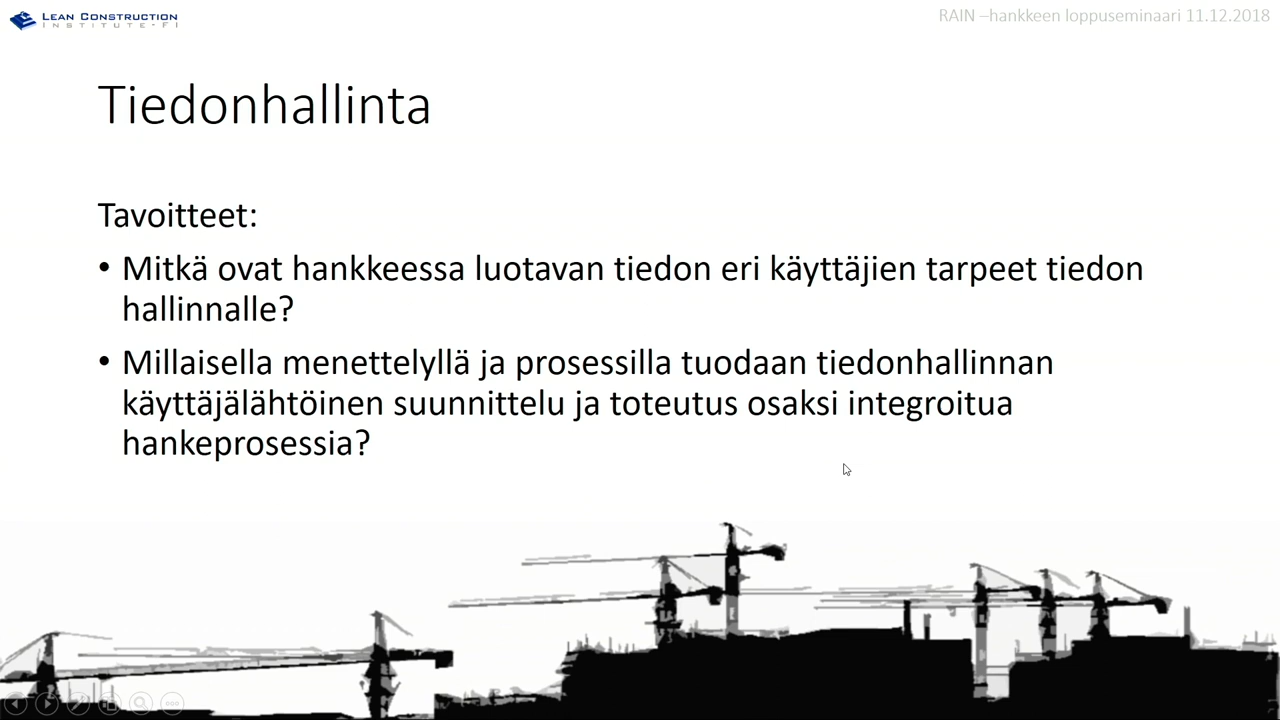 LEAN CONSTRUCTION
INSTITUTE-FI
RAIN –hankkeen loppuseminaari 11.12.2018
Tiedonhallinta
Tavoitteet:
• Mitkä ovat hankkeessa luotavan tiedon eri käyttäjien tarpeet tiedon
hallinnalle?
• Millaisella menettelyllä ja prosessilla tuodaan tiedonhallinnan
käyttäjälähtöinen suunnittelu ja toteutus osaksi integroitua
hankeprosessia?